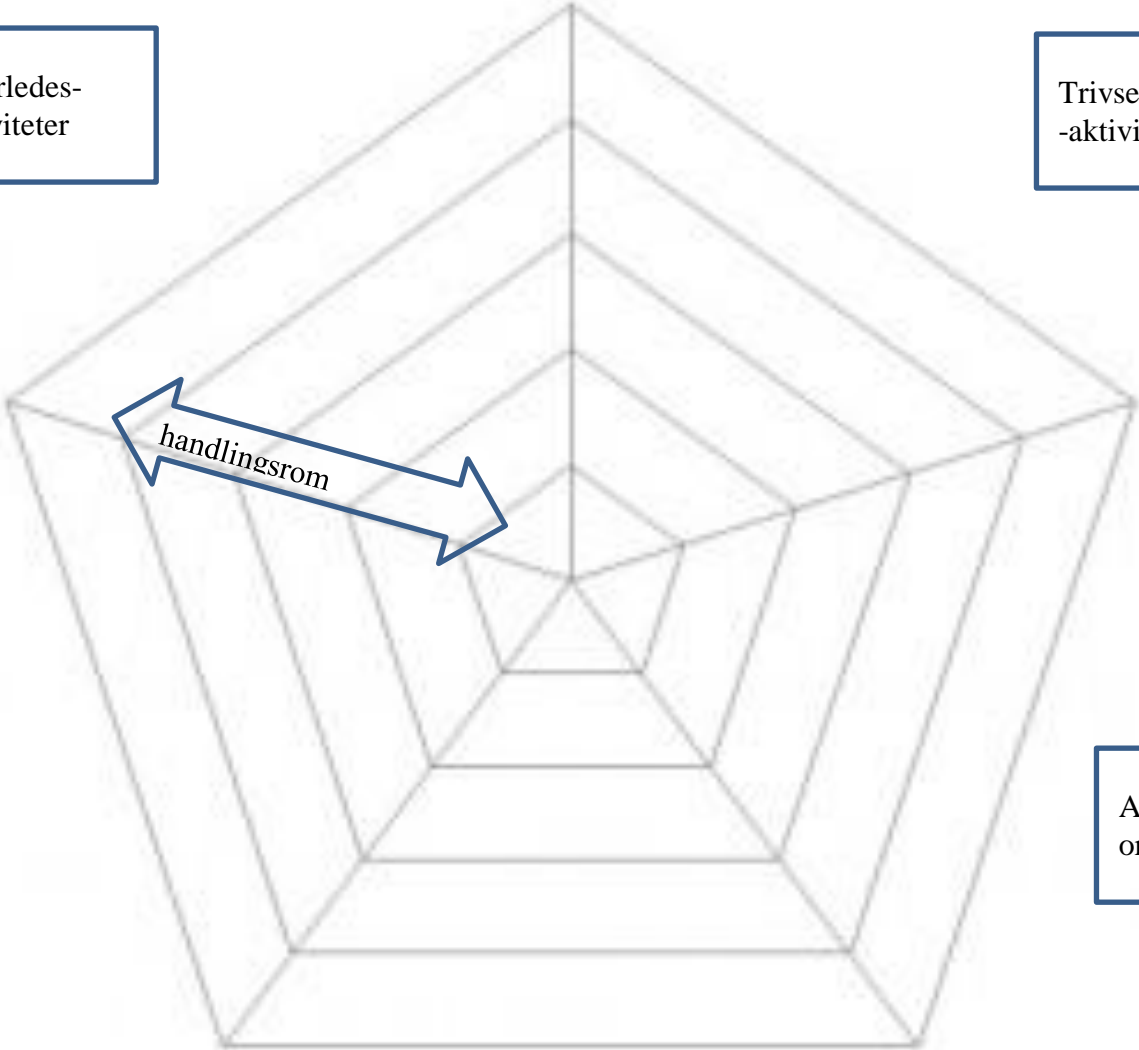 rledes-
viteter
Trivse
-aktivi
handlingsrom
A
or